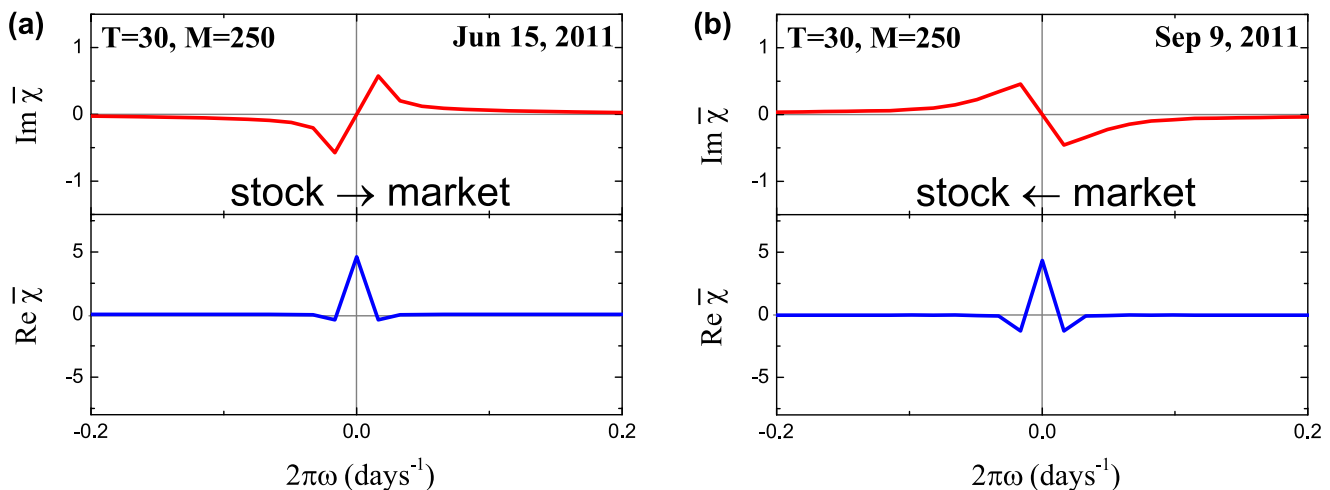 (a)
T=30, M=250 Jun 15, 2011
Im χ̅
1
0
-1
stock → market
Re χ̅
5
0
-5
-0.2 0.0 0.2
2πω (days⁻¹)
(b)
T=30, M=250 Sep 9, 2011
Im χ̅
1
0
-1
stock ← market
Re χ̅
5
0
-5
-0.2 0.0 0.2
2πω (days⁻¹)